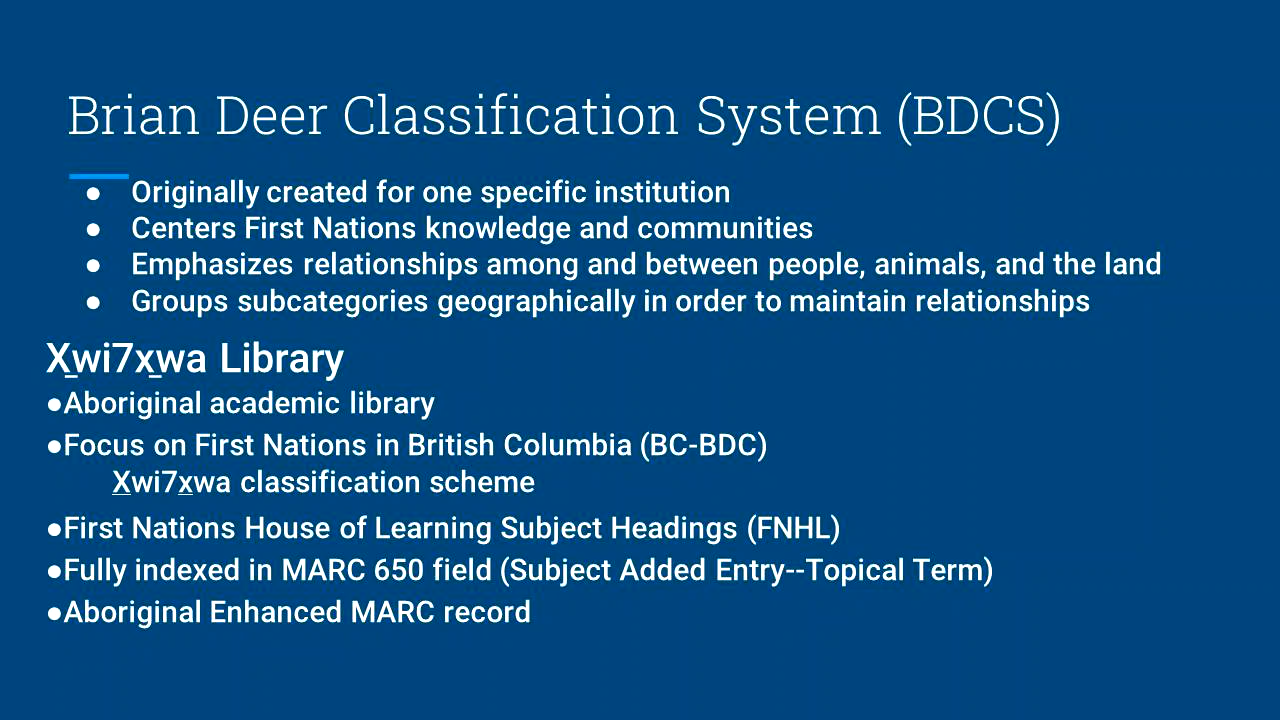 Brian Deer Classification System (BDCS)
● Originally created for one specific institution
● Centers First Nations knowledge and communities
● Emphasizes relationships among and between people, animals, and the land
● Groups subcategories geographically in order to maintain relationships
X̱wi7x̱wa Library
●Aboriginal academic library
●Focus on First Nations in British Columbia (BC-BDC)
X̱wi7x̱wa classification scheme
●First Nations House of Learning Subject Headings (FNHL)
●Fully indexed in MARC 650 field (Subject Added Entry--Topical Term)
●Aboriginal Enhanced MARC record